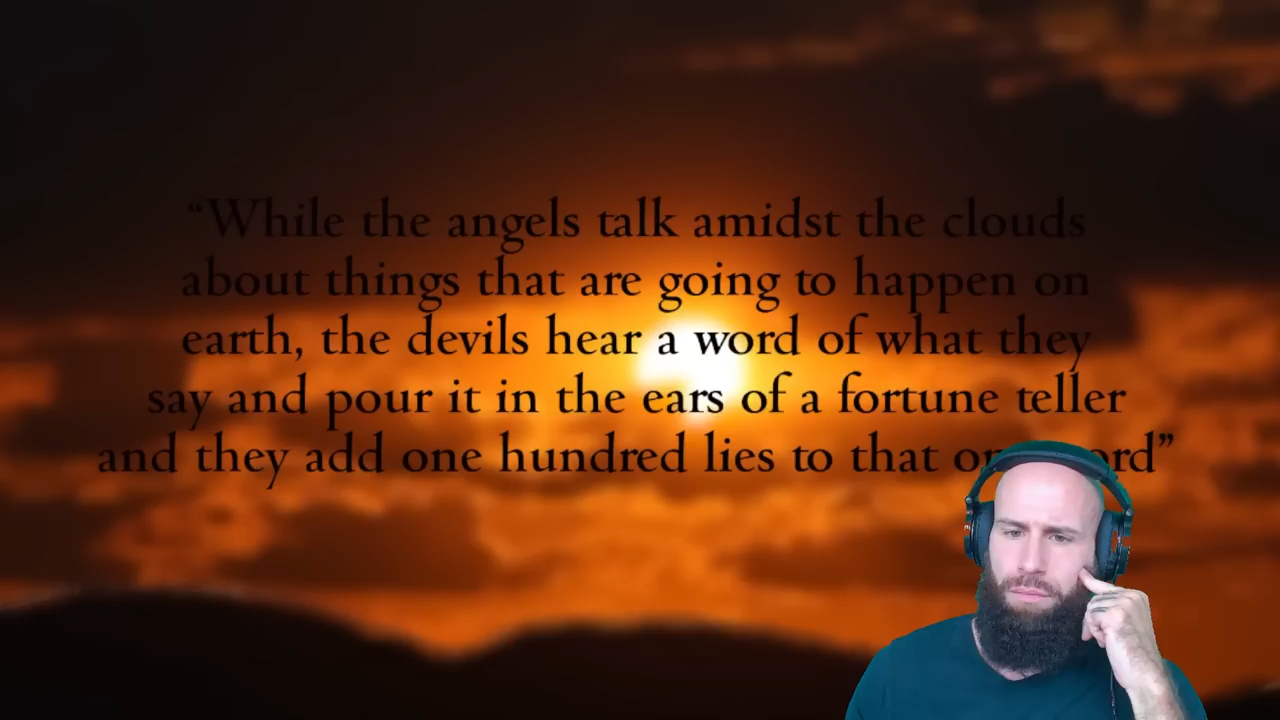 “While the angels talk amidst the clouds
about things that are going to happen on
earth, the devils hear a word of what they
say and pour it in the ears of a fortune teller
and they add one hundred lies to that